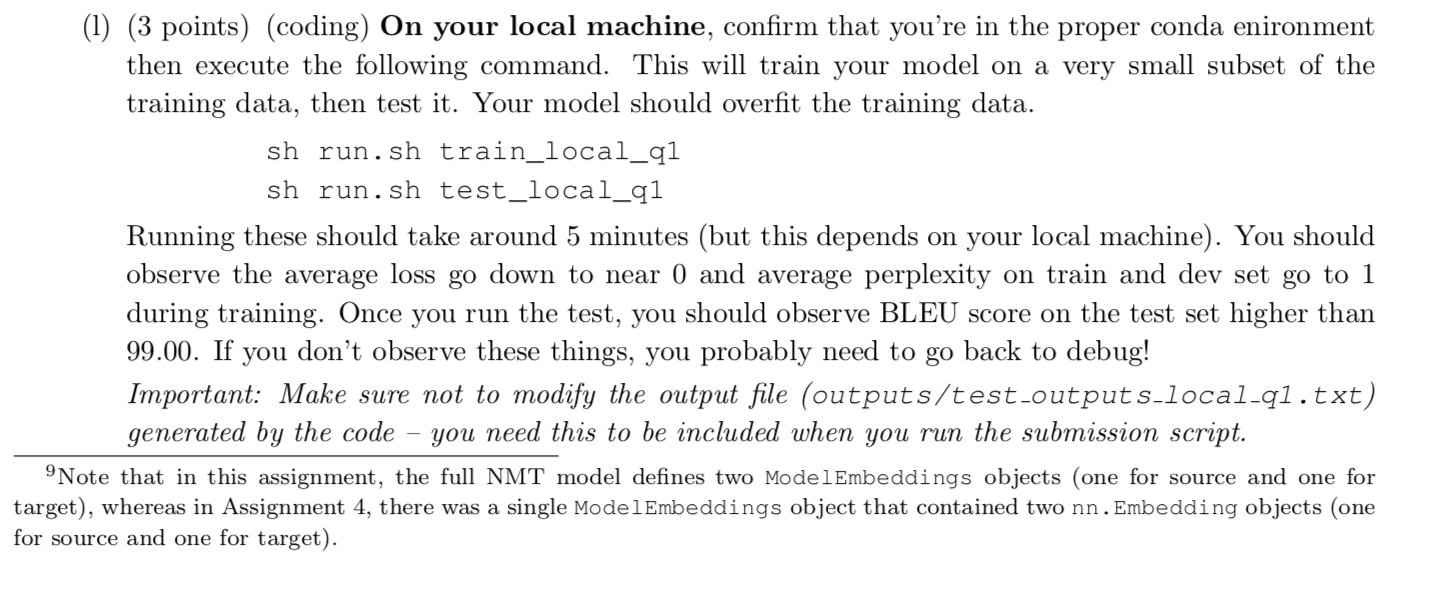 (l) (3 points) (coding) On your local machine, confirm that you're in the proper conda enironment
then execute the following command. This will train your model on a very small subset of the
training data, then test it. Your model should overfit the training data.
sh run.sh train_local_q1
sh run.sh test_local_q1
Running these should take around 5 minutes (but this depends on your local machine). You should
observe the average loss go down to near 0 and average perplexity on train and dev set go to 1
during training. Once you run the test, you should observe BLEU score on the test set higher than
99.00. If you don't observe these things, you probably need to go back to debug!
Important: Make sure not to modify the output file (outputs/test_outputs_local_q1.txt)
generated by the code – you need this to be included when you run the submission script.
9Note that in this assignment, the full NMT model defines two ModelEmbeddings objects (one for source and one for
target), whereas in Assignment 4, there was a single ModelEmbeddings object that contained two nn.Embedding objects (one
for source and one for target).